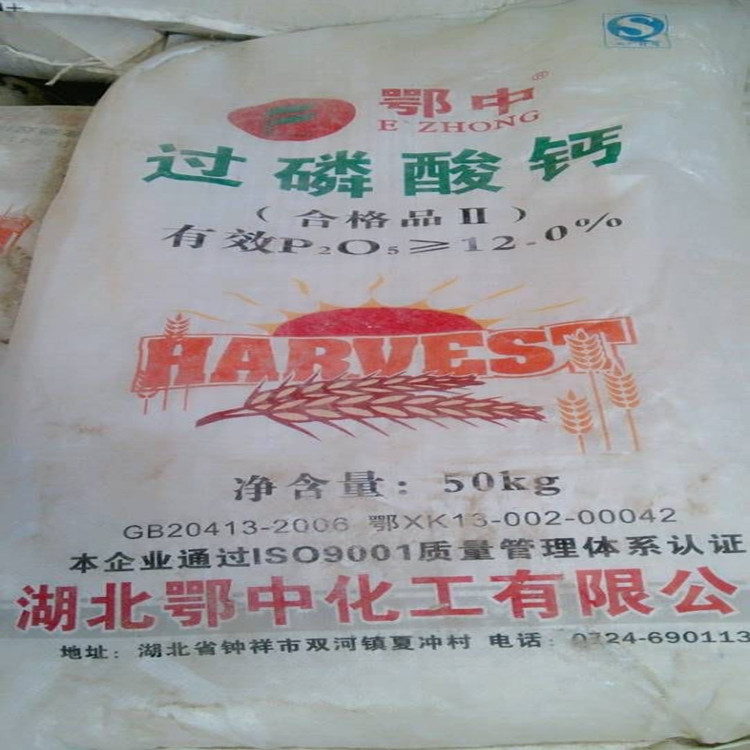 鄂中®
E`ZHONG
过磷酸钙
(合格品Ⅱ)
有效P₂O₅≥12.0%
HARVEST
净含量: 50kg
GB20413-2006 鄂XK13-002-00042
本企业通过ISO9001质量管理体系认证
湖北鄂中化工有限公
地址: 湖北省钟祥市双河镇夏冲村 电话: 0724-690113